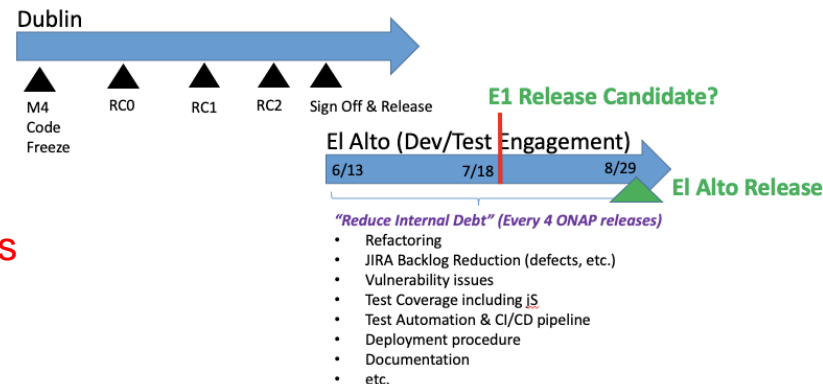 Dublin
M4
Code
Freeze
RC0
RC1
RC2
Sign Off & Release
E1 Release Candidate?
El Alto (Dev/Test Engagement)
6/13
7/18
8/29
El Alto Release
s
“Reduce Internal Debt” (Every 4 ONAP releases)
• Refactoring
• JIRA Backlog Reduction (defects, etc.)
• Vulnerability issues
• Test Coverage including jS
• Test Automation & CI/CD pipeline
• Deployment procedure
• Documentation
• etc.